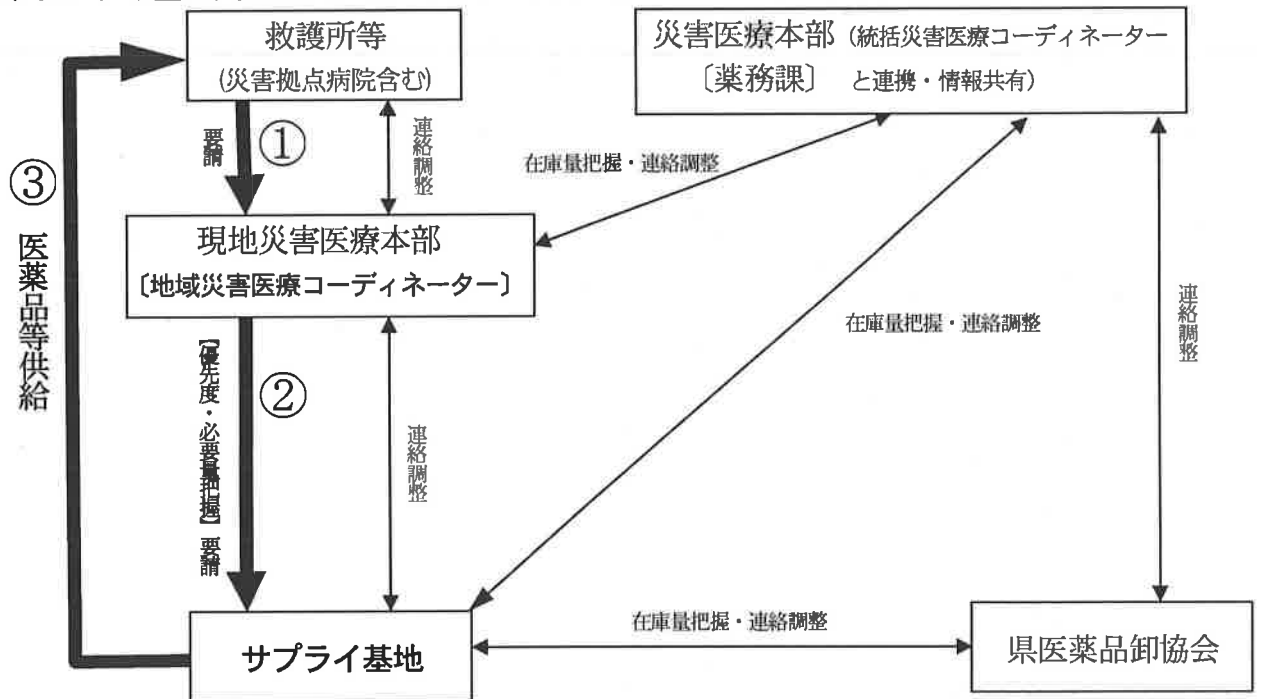 救護所等
(災害拠点病院含む)
災害医療本部(統括災害医療コーディネーター
〔薬務課〕 と連携・情報共有)
①
要請
連絡調整
在庫量把握・連絡調整
③ 医薬品等供給
現地災害医療本部
〔地域災害医療コーディネーター〕
在庫量把握・連絡調整
連絡調整
②
【優先度・必要量把握】要請
連絡調整
サプライ基地
在庫量把握・連絡調整
県医薬品卸協会